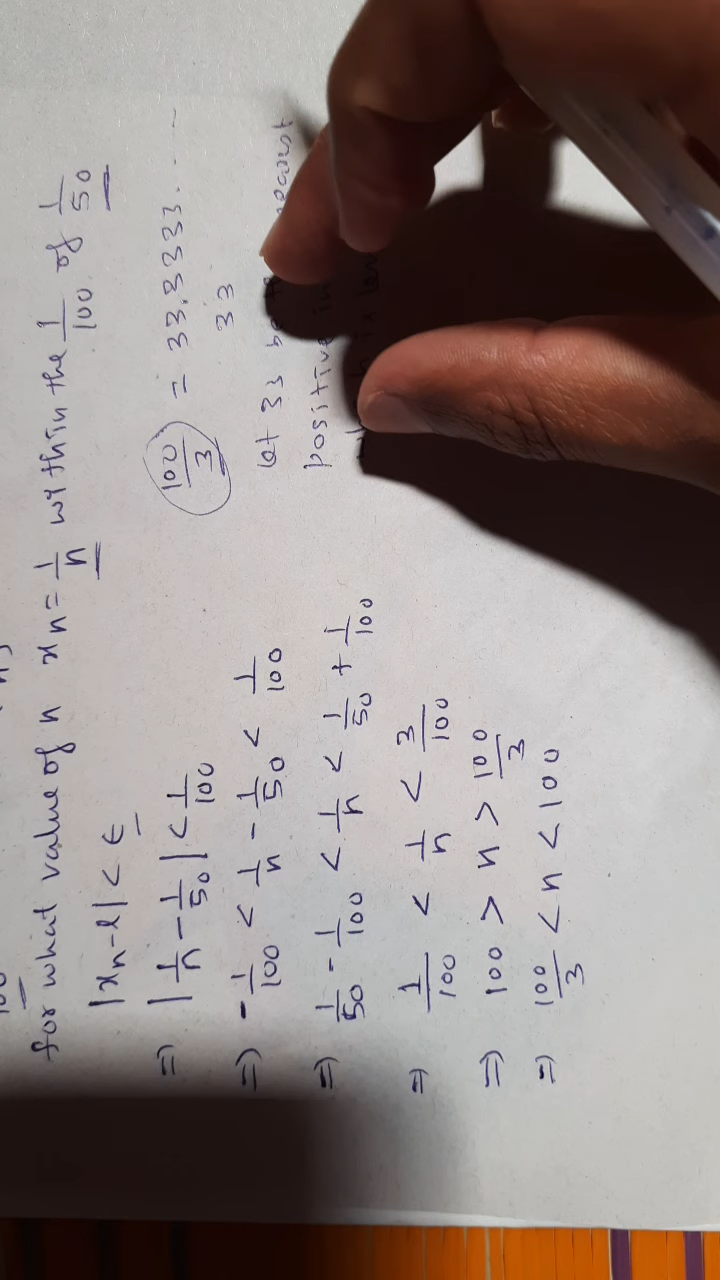 for what value of n xn = 1/n within the 1/100 of 1/50
|xn - l| < ϵ
⇒ |1/n - 1/50| < 1/100
⇒ -1/100 < 1/n - 1/50 < 1/100
⇒ 1/50 - 1/100 < 1/n < 1/50 + 1/100
⇒ 1/100 < 1/n < 3/100
⇒ 100 > n > 100/3
⇒ 100/3 < n < 100
100/3 = 33.3333....
33
let 33 be
positive in